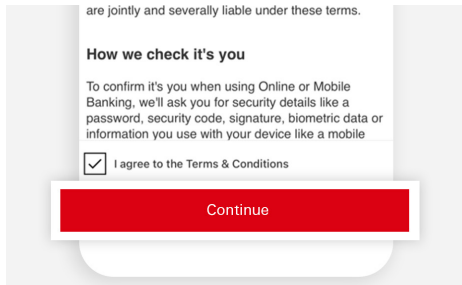 are jointly and severally liable under these terms.
How we check it's you
To confirm it's you when using Online or Mobile
Banking, we'll ask you for security details like a
password, security code, signature, biometric data or
information you use with your device like a mobile
I agree to the Terms & Conditions
Continue